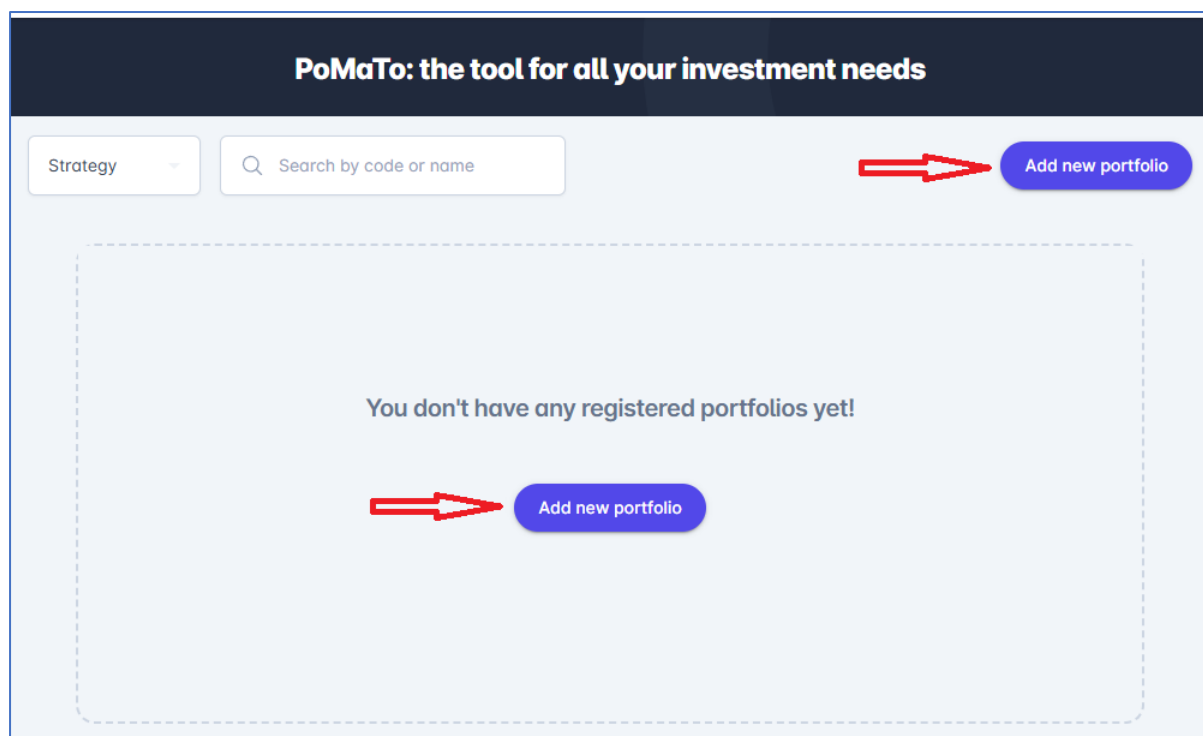 PoMaTo: the tool for all your investment needs
Strategy
Search by code or name
Add new portfolio
You don't have any registered portfolios yet!
Add new portfolio